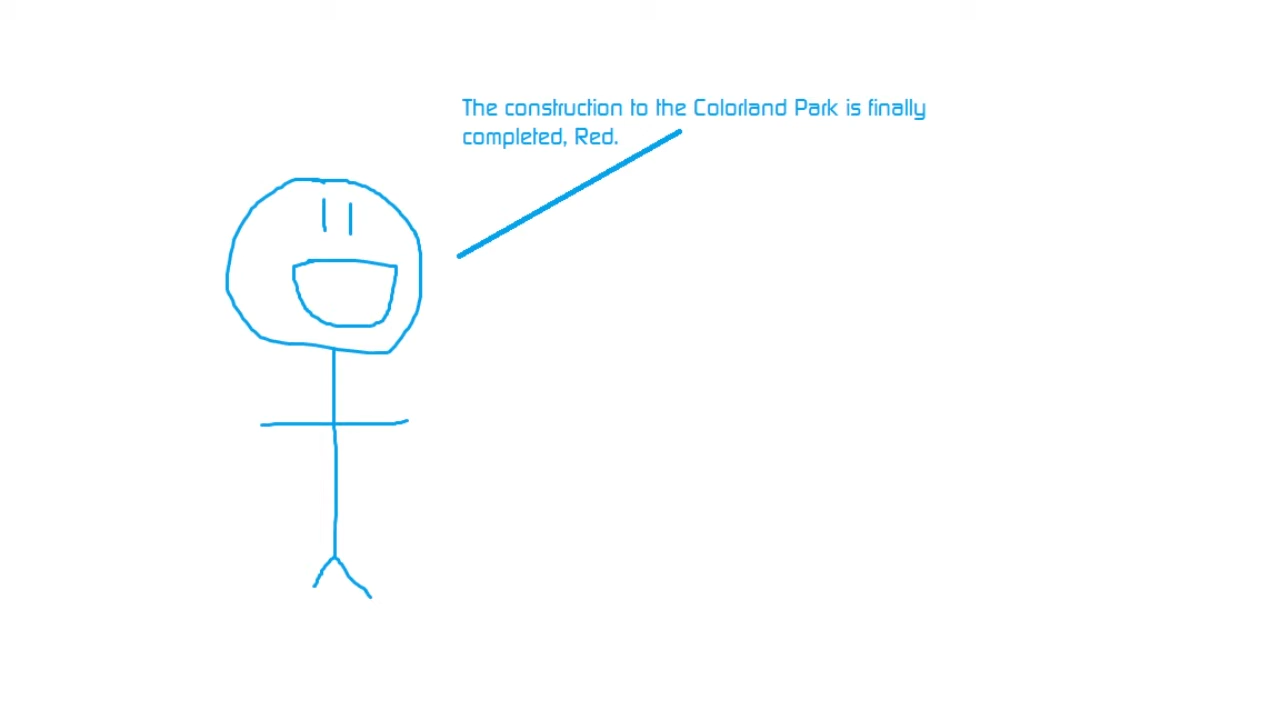 The construction to the Colorland Park is finally
completed, Red.